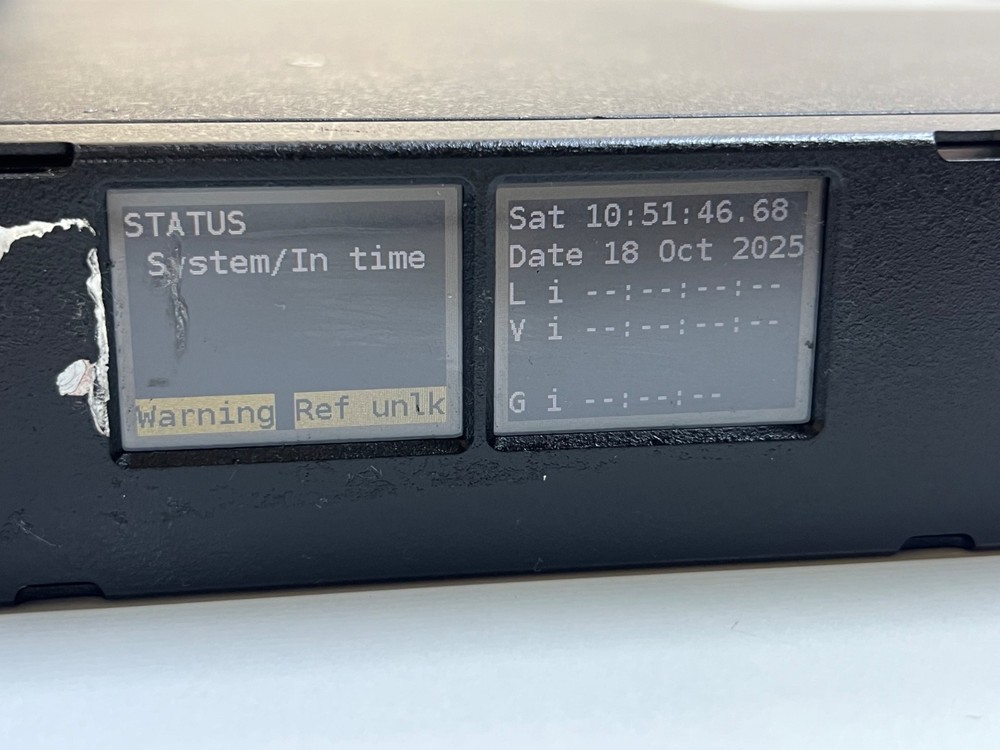 STATUS
System/In time
Warning Ref unlk
Sat 10:51:46.68
Date 18 Oct 2025
L i --:--:--:--
V i --:--:--:--
G i --:--:--